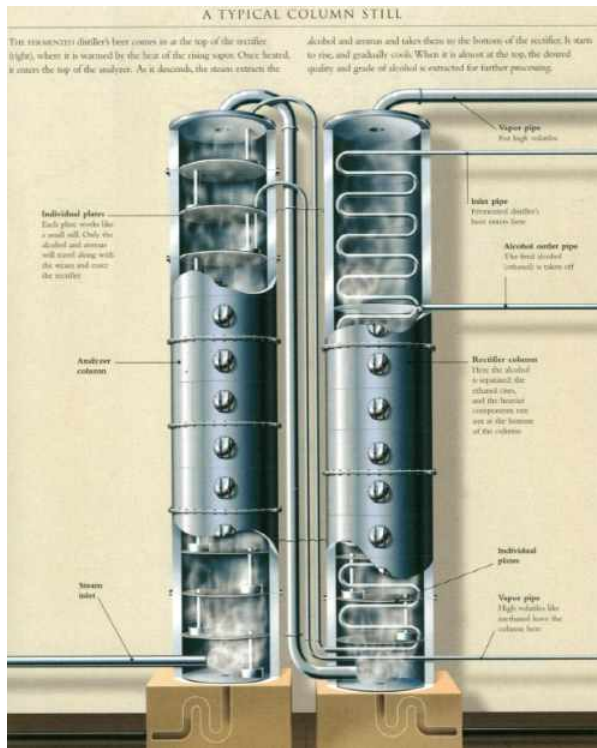 A TYPICAL COLUMN STILL
THE FERMENTED distiller's beer comes in at the top of the rectifier
(right), where it is warmed by the heat of the rising vapor. Once heated,
it enters the top of the analyzer. As it descends, the steam extracts the
alcohol and aromas and takes them to the bottom of the rectifier. It starts
to rise, and gradually cools. When it is almost at the top, the desired
quality and grade of alcohol is extracted for further processing.
Vapor pipe
For high volatiles
Individual plates
Each plate works like
a small still. Only the
alcohol and aromas
will travel along with
the steam and enter
the rectifier
Inlet pipe
Fermented distiller's
beer enters here
Alcohol outlet pipe
The final alcohol
(ethanol) is taken off
Analyzer
column
Rectifier column
Here the alcohol
is separated: the
ethanol rises,
and the heavier
components run
out at the bottom
of the column
Individual
plates
Steam
inlet
Vapor pipe
High volatiles like
methanol leave the
column here